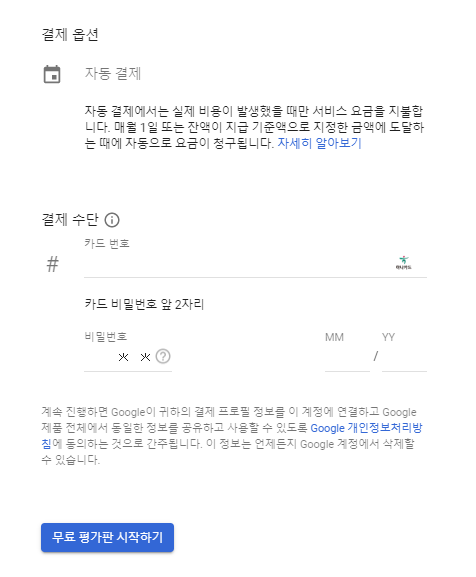 결제 옵션
자동 결제
자동 결제에서는 실제 비용이 발생했을 때만 서비스 요금을 지불합
니다. 매월 1일 또는 잔액이 지급 기준액으로 지정한 금액에 도달하
는 때에 자동으로 요금이 청구됩니다. 자세히 알아보기
결제 수단
카드 번호
#
하나카드
카드 비밀번호 앞 2자리
비밀번호
MM
YY
* *
/
계속 진행하면 Google이 귀하의 결제 프로필 정보를 이 계정에 연결하고 Google
제품 전체에서 동일한 정보를 공유하고 사용할 수 있도록 Google 개인정보처리방
침에 동의하는 것으로 간주됩니다. 이 정보는 언제든지 Google 계정에서 삭제할
수 있습니다.
무료 평가판 시작하기